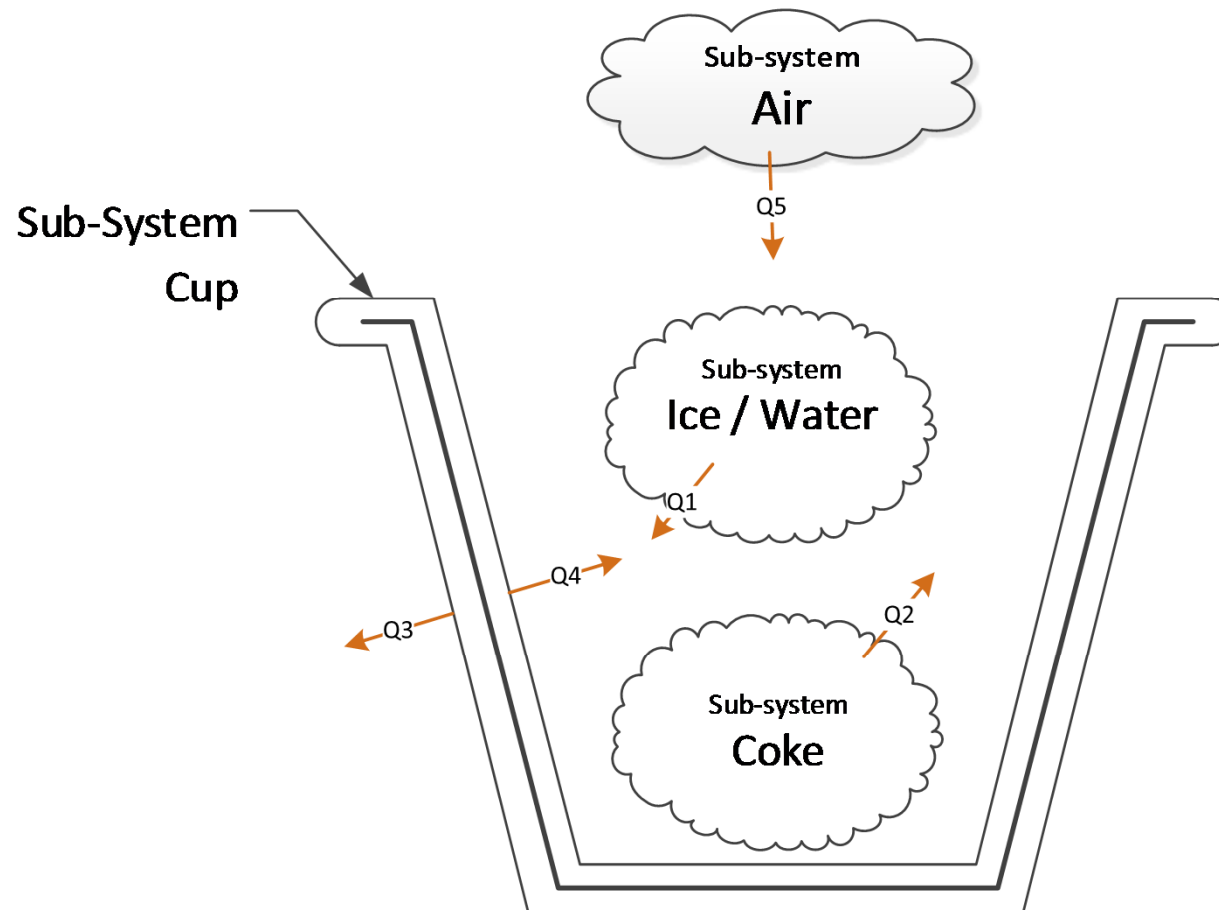 Sub-system
Air
Q5
Sub-System
Cup
Sub-system
Ice / Water
Q1
Q4
Q3
Q2
Sub-system
Coke